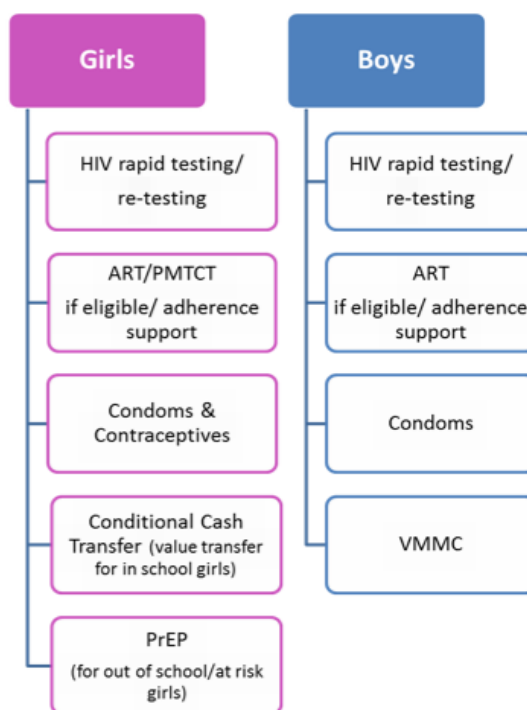 Girls
HIV rapid testing/
re-testing
ART/PMTCT
if eligible/ adherence
support
Condoms &
Contraceptives
Conditional Cash
Transfer (value transfer
for in school girls)
PrEP
(for out of school/at risk
girls)
Boys
HIV rapid testing/
re-testing
ART
if eligible/ adherence
support
Condoms
VMMC